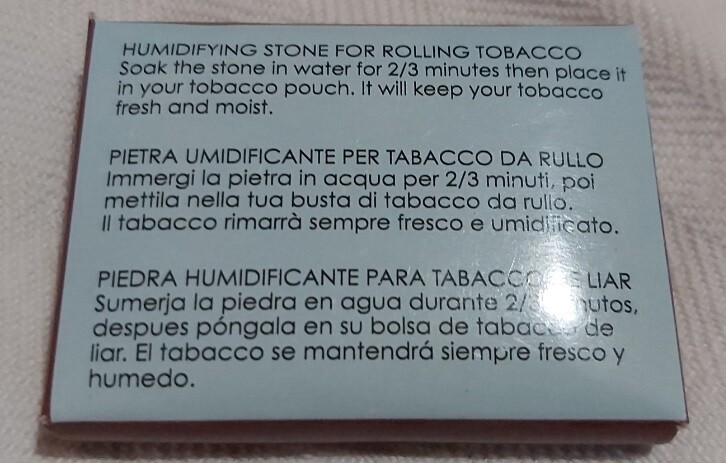 HUMIDIFYING STONE FOR ROLLING TOBACCO
Soak the stone in water for 2/3 minutes then place it
in your tobacco pouch. It will keep your tobacco
fresh and moist.
PIETRA UMIDIFICANTE PER TABACCO DA RULLO
Immergi la pietra in acqua per 2/3 minuti, poi
mettila nella tua busta di tabacco da rullo.
Il tabacco rimarrà sempre fresco e umidificato.
PIEDRA HUMIDIFICANTE PARA LIAR
Sumerja la piedra en agua durante
despues póngala en su bolsa de de
liar. El tabacco se mantendrá siempre fresco y
humedo.